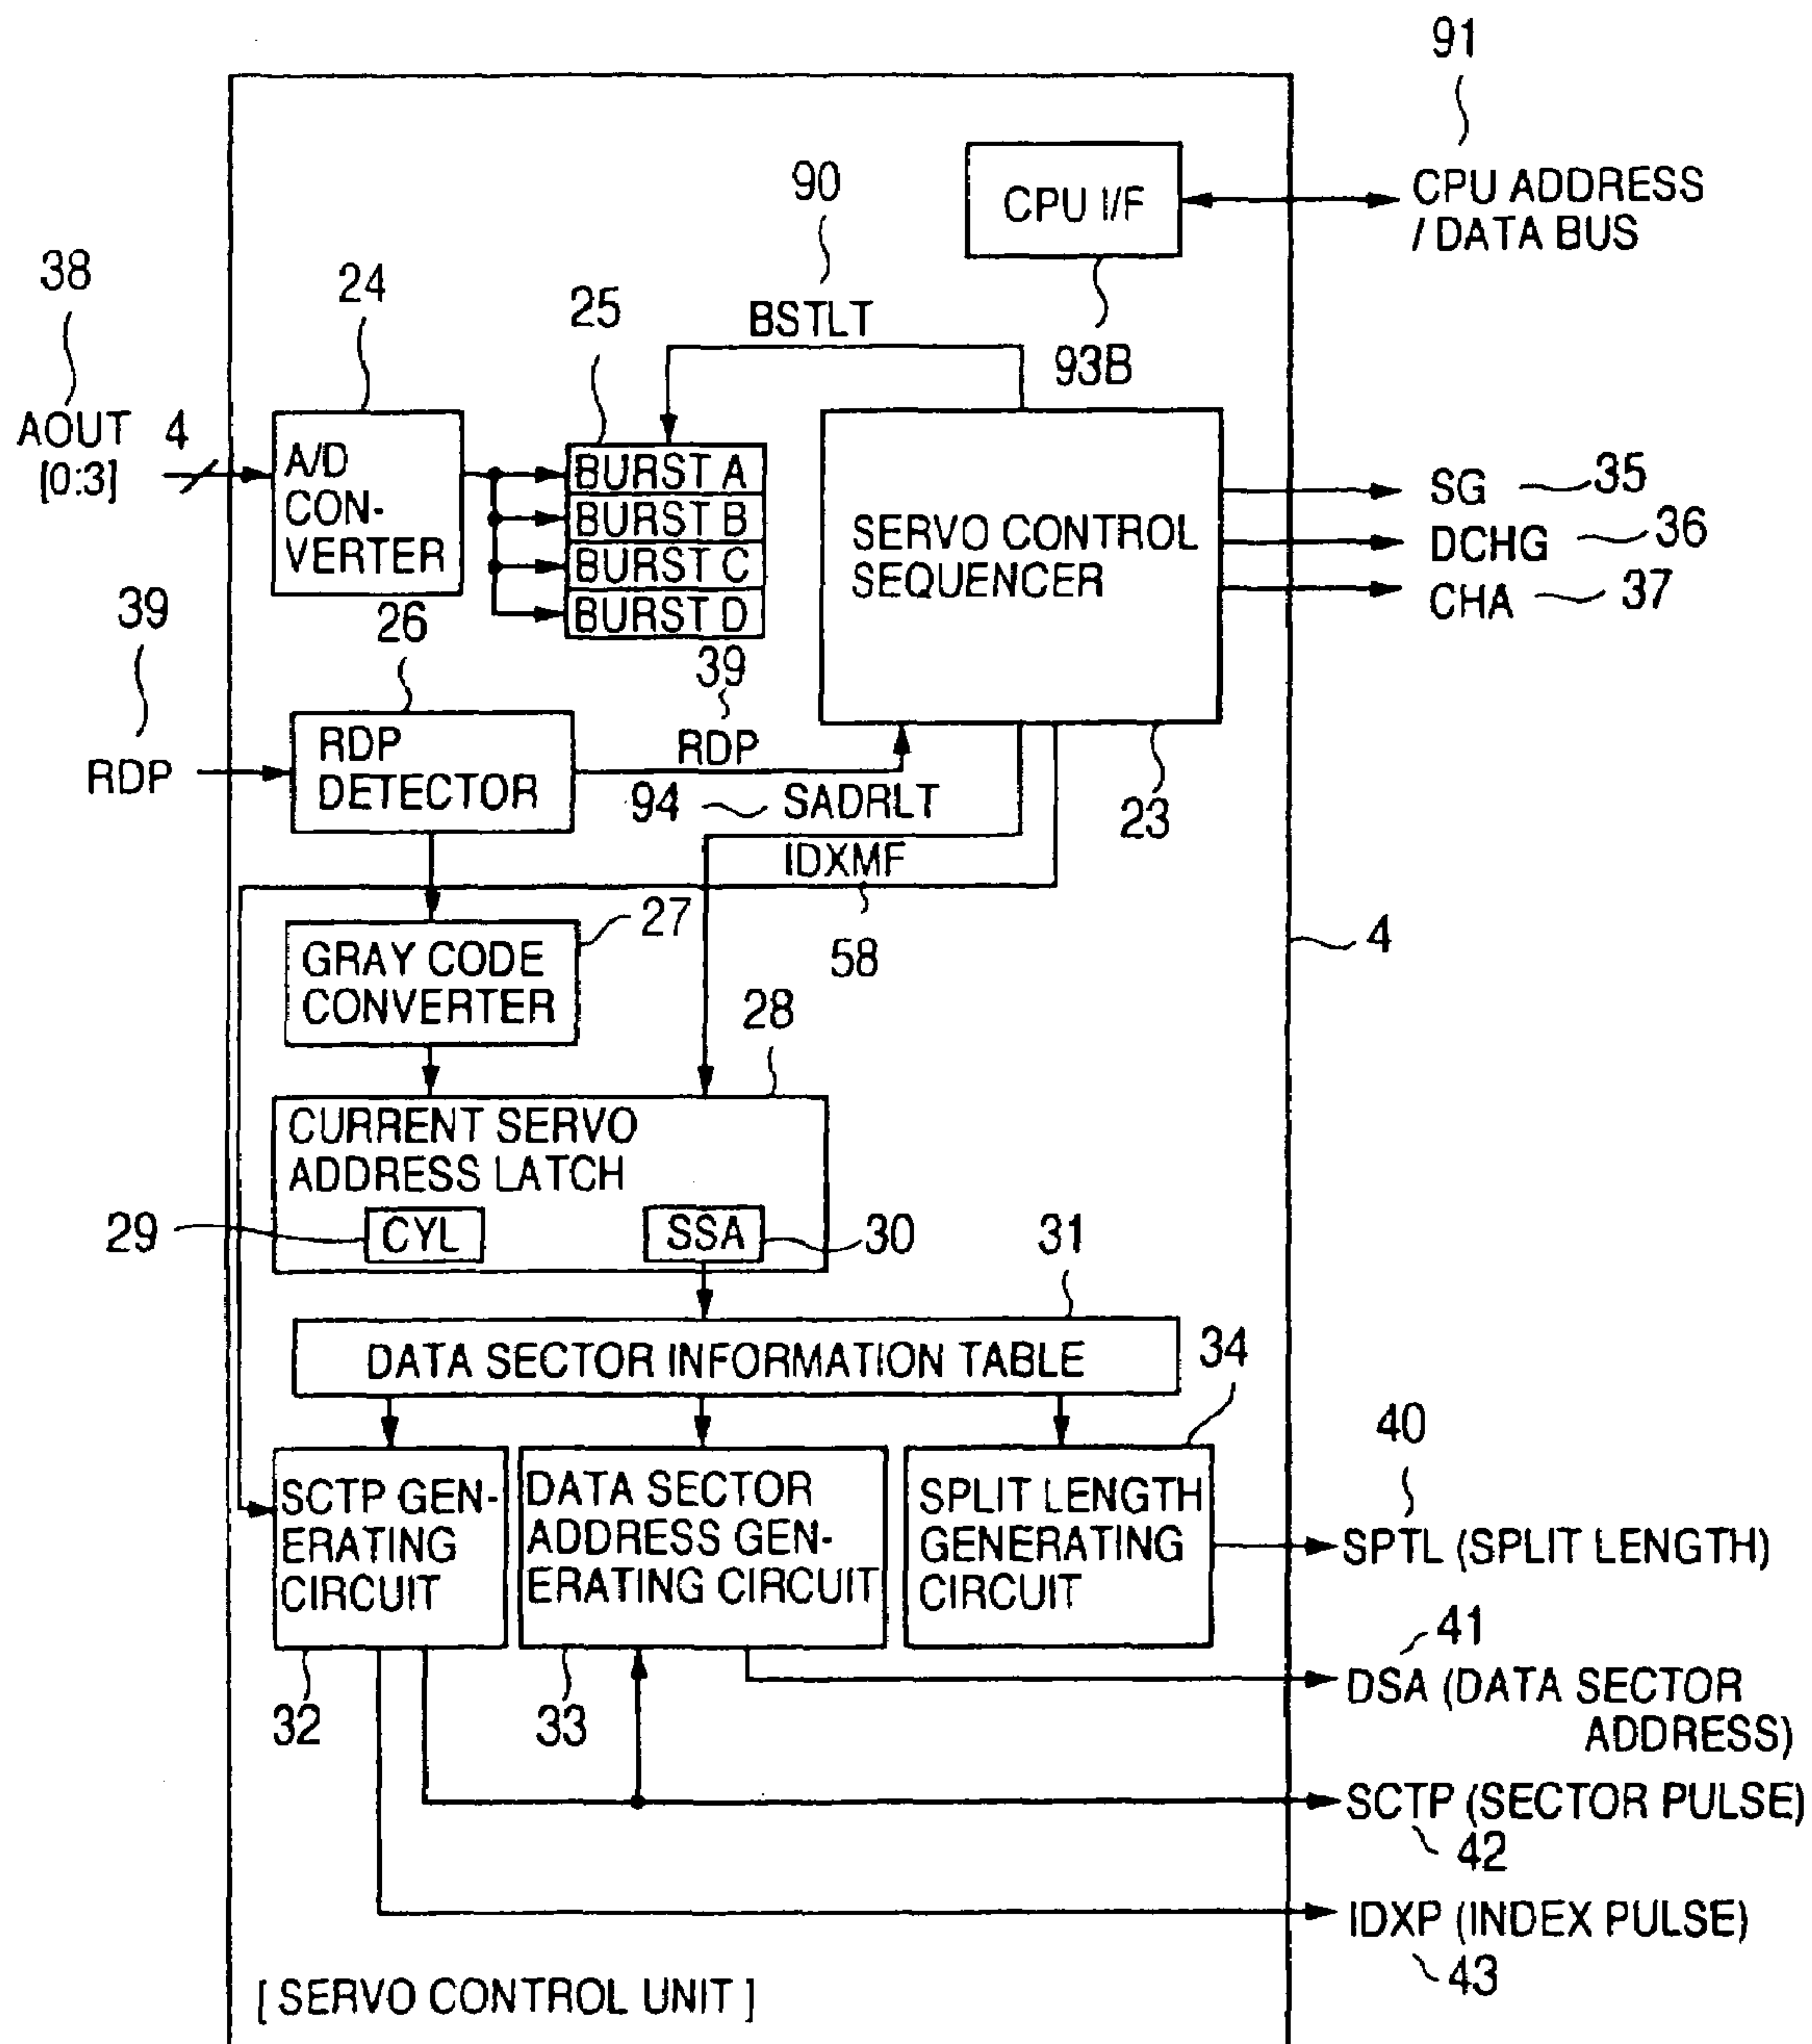 91
CPU ADDRESS
/ DATA BUS
CPU I/F
93B
90
BSTLT
38
AOUT
[0:3]
4
24
A/D
CON-
VERTER
25
BURST A
BURST B
BURST C
BURST D
SERVO CONTROL
SEQUENCER
23
SG 35
DCHG 36
CHA 37
39
RDP
26
RDP
DETECTOR
39
RDP
94 SADRLT
IDXMF
58
4
27
GRAY CODE
CONVERTER
28
CURRENT SERVO
ADDRESS LATCH
29
CYL
SSA
30
31
DATA SECTOR INFORMATION TABLE
34
SCTP GEN-
ERATING
CIRCUIT
32
DATA SECTOR
ADDRESS GEN-
ERATING CIRCUIT
33
SPLIT LENGTH
GENERATING
CIRCUIT
40
SPTL (SPLIT LENGTH)
41
DSA (DATA SECTOR
ADDRESS)
SCTP (SECTOR PULSE)
42
IDXP (INDEX PULSE)
43
[ SERVO CONTROL UNIT ]